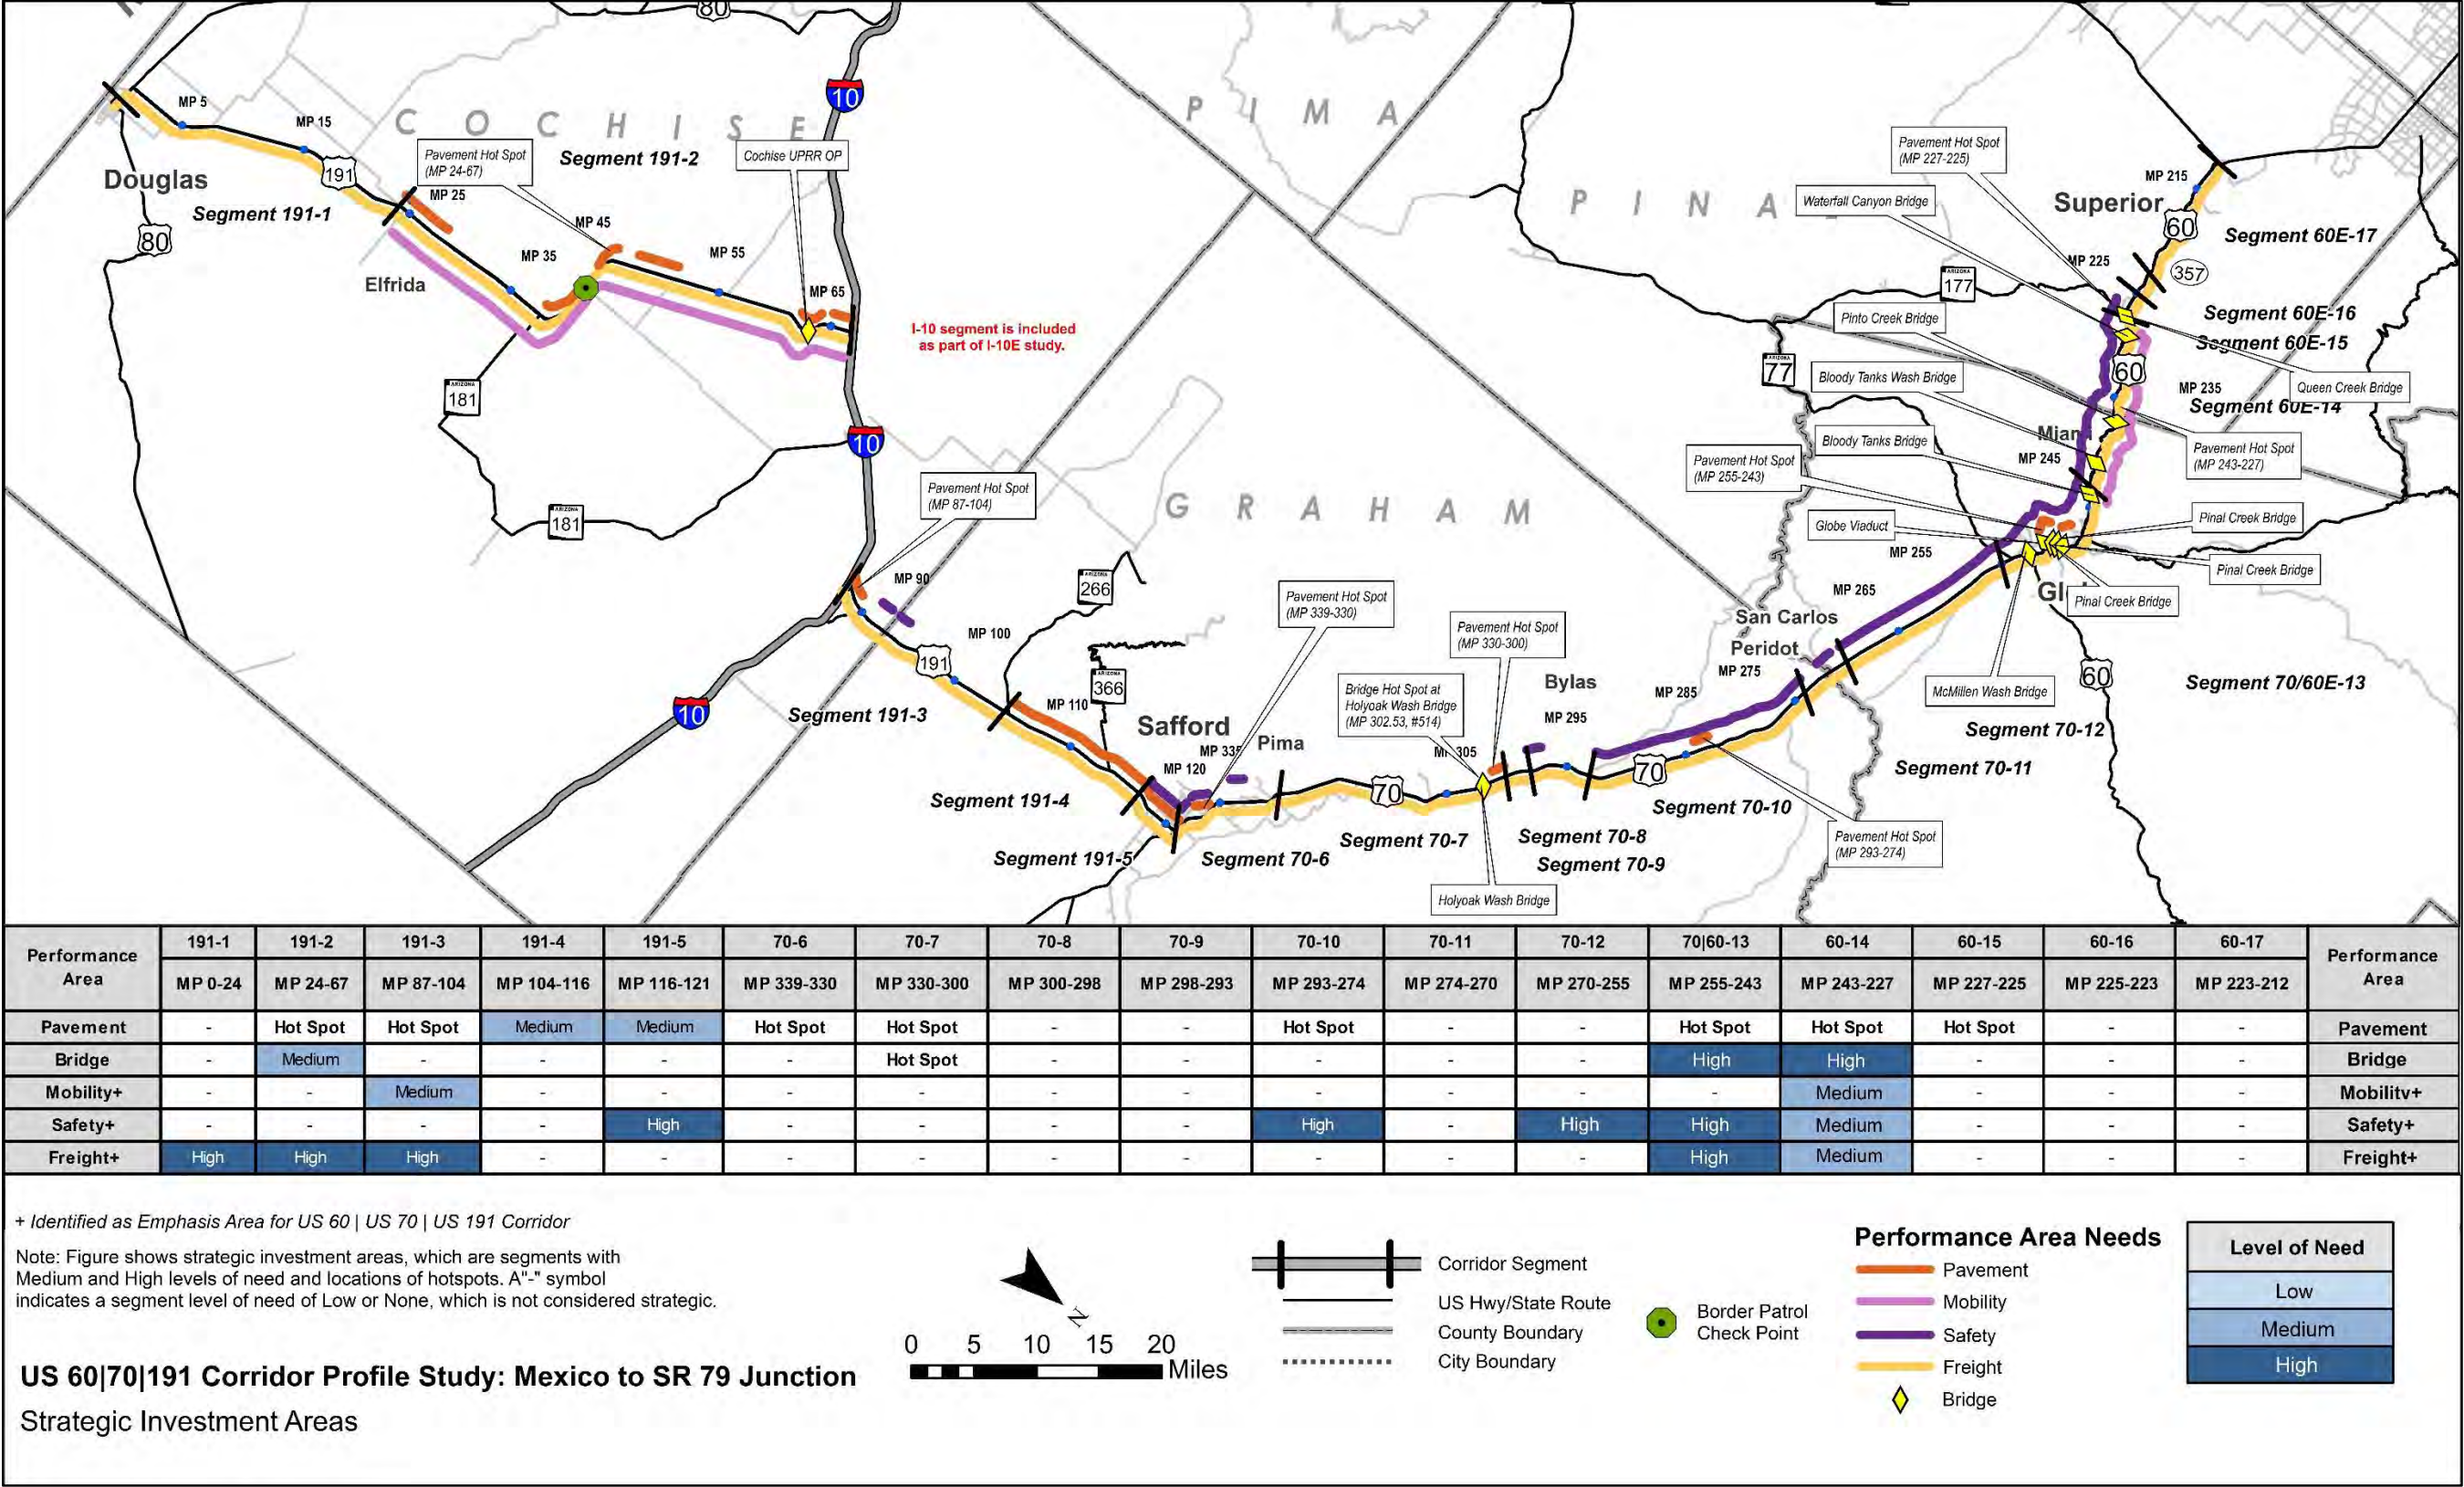 80
10
C O C H I S E
P I M A
P I N A
G R A H A M
MP 5
MP 15
191
Douglas
Segment 191-1
80
Pavement Hot Spot
(MP 24-67)
Segment 191-2
Cochise UPRR OP
MP 25
MP 35
MP 45
MP 55
MP 65
Elfrida
ARIZONA
181
ARIZONA
181
I-10 segment is included
as part of I-10E study.
10
10
Pavement Hot Spot
(MP 87-104)
MP 90
MP 100
191
Segment 191-3
ARIZONA
266
ARIZONA
366
MP 110
Safford
MP 120
MP 335
Pima
Segment 191-4
Segment 191-5
Segment 70-6
Pavement Hot Spot
(MP 339-330)
Pavement Hot Spot
(MP 330-300)
Bridge Hot Spot at
Holyoak Wash Bridge
(MP 302.53, #514)
305
70
Segment 70-7
Holyoak Wash Bridge
Bylas
MP 295
MP 285
MP 275
Segment 70-8
Segment 70-9
70
Segment 70-10
Pavement Hot Spot
(MP 293-274)
San Carlos
Peridot
MP 265
MP 255
Segment 70-11
Segment 70-12
McMillen Wash Bridge
60
Segment 70/60E-13
Pavement Hot Spot
(MP 227-225)
Waterfall Canyon Bridge
MP 215
Superior
60
Segment 60E-17
MP 225
357
ARIZONA
177
Pinto Creek Bridge
Segment 60E-16
Segment 60E-15
ARIZONA
77
60
Bloody Tanks Wash Bridge
MP 235
Queen Creek Bridge
Segment 60E-14
Bloody Tanks Bridge
Miami
MP 245
Pavement Hot Spot
(MP 255-243)
Pavement Hot Spot
(MP 243-227)
Globe Viaduct
Pinal Creek Bridge
Pinal Creek Bridge
Gl
Pinal Creek Bridge
Performance Area 191-1 191-2 191-3 191-4 191-5 70-6 70-7 70-8 70-9 70-10 70-11 70-12 70|60-13 60-14 60-15 60-16 60-17 Performance Area
MP 0-24 MP 24-67 MP 87-104 MP 104-116 MP 116-121 MP 339-330 MP 330-300 MP 300-298 MP 298-293 MP 293-274 MP 274-270 MP 270-255 MP 255-243 MP 243-227 MP 227-225 MP 225-223 MP 223-212
Pavement - Hot Spot Hot Spot Medium Medium Hot Spot Hot Spot - - Hot Spot - - Hot Spot Hot Spot Hot Spot - - Pavement
Bridge - Medium - - - - Hot Spot - - - - - High High - - - Bridge
Mobility+ - - Medium - - - - - - - - - - Medium - - - Mobility+
Safety+ - - - - High - - - - High - High High Medium - - - Safety+
Freight+ High High High - - - - - - - - - High Medium - - - Freight+
+ Identified as Emphasis Area for US 60 | US 70 | US 191 Corridor
Note: Figure shows strategic investment areas, which are segments with
Medium and High levels of need and locations of hotspots. A"-" symbol
indicates a segment level of need of Low or None, which is not considered strategic.
US 60|70|191 Corridor Profile Study: Mexico to SR 79 Junction
Strategic Investment Areas
N
0 5 10 15 20
Miles
Corridor Segment
US Hwy/State Route
County Boundary
City Boundary
Border Patrol
Check Point
Performance Area Needs
Pavement
Mobility
Safety
Freight
Bridge
Level of Need
Low
Medium
High